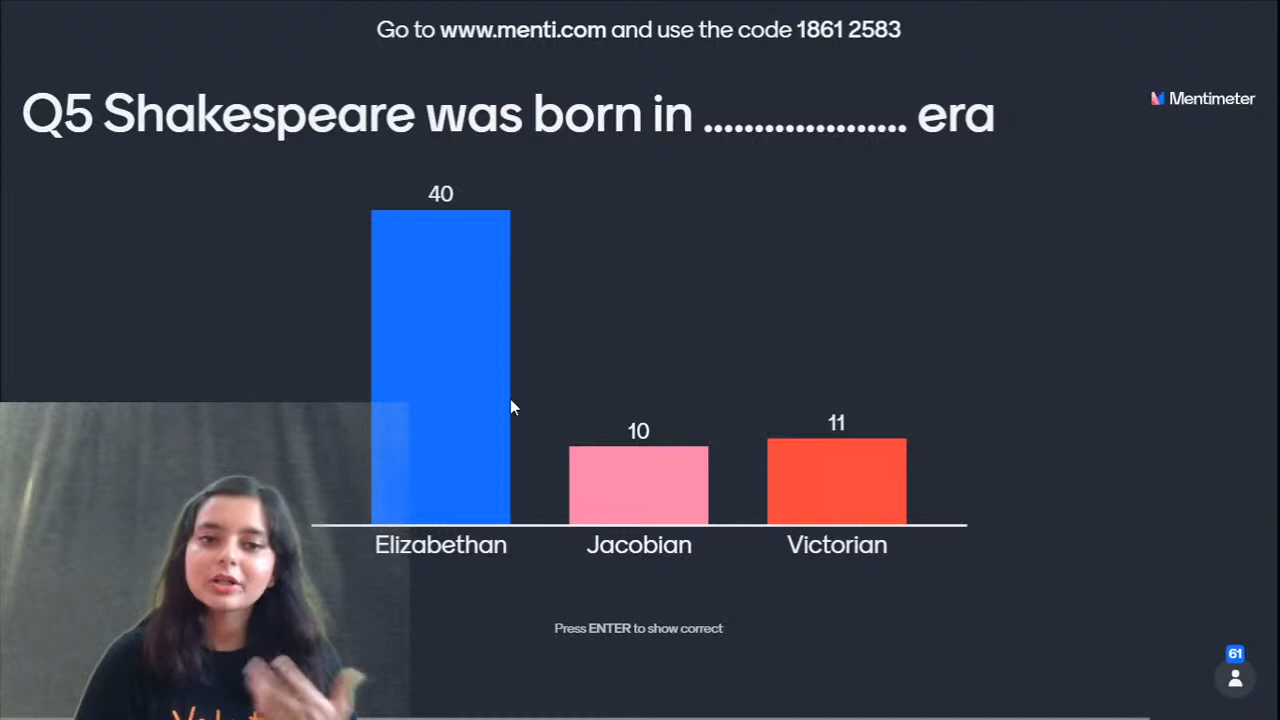 Go to www.menti.com and use the code 1861 2583
Q5 Shakespeare was born in .................... era
Mentimeter
40
10
11
Elizabethan
Jacobian
Victorian
Press ENTER to show correct
61